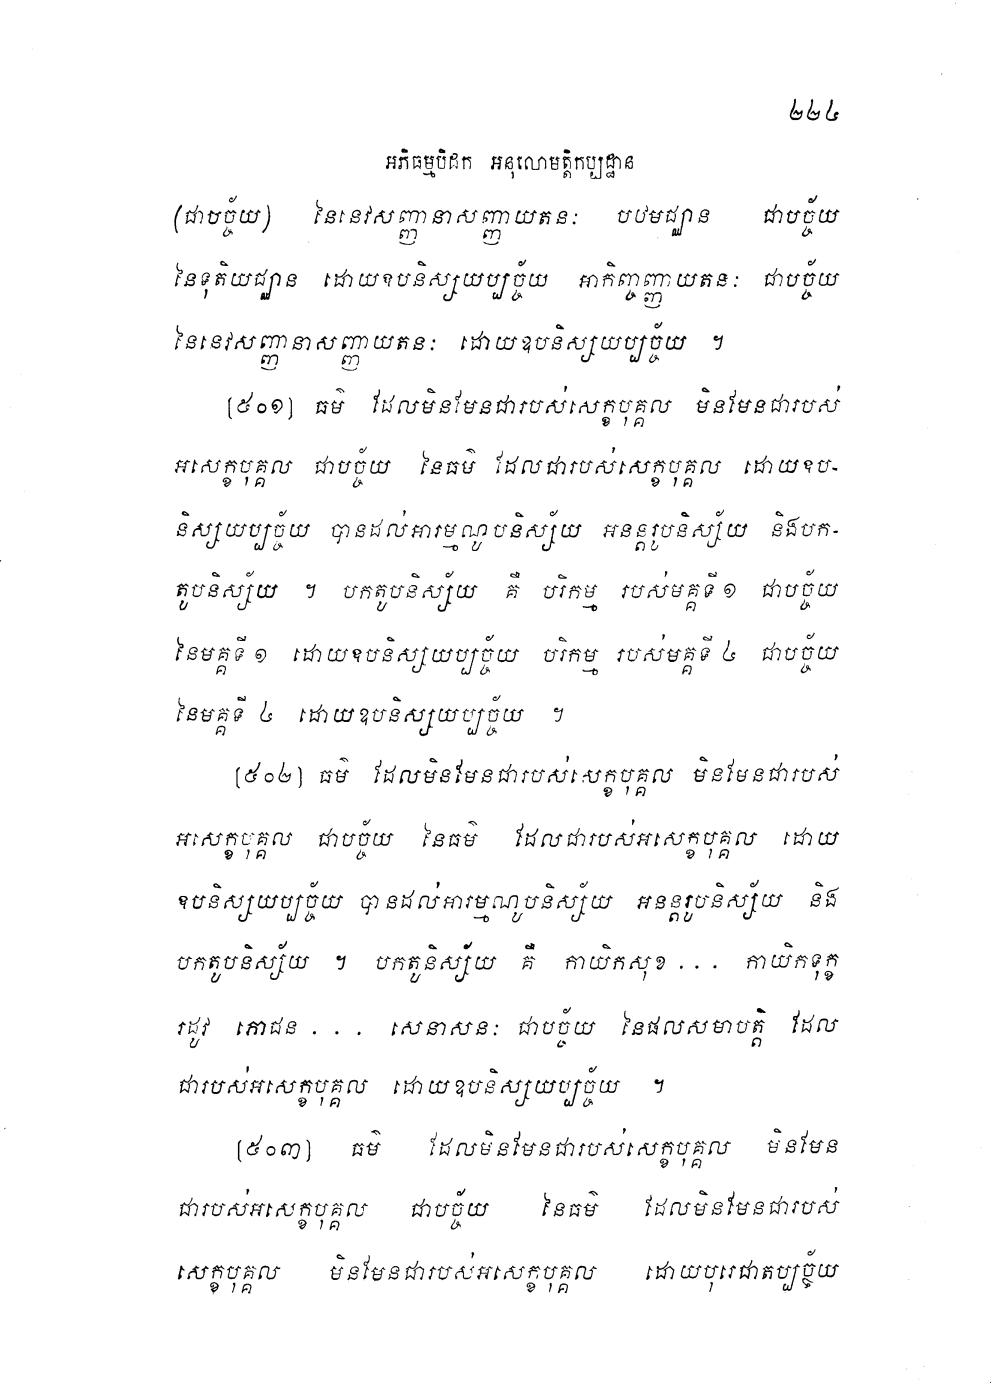 ២២៤
អភិធម្មបិដក អនុលោមត្តិកប្បដ្ឋាន
(ជាបច្ច័យ) នៃនេវសញ្ញានាសញ្ញាយតនៈ បឋមជ្ឈាន ជាបច្ច័យ
នៃទុតិយជ្ឈាន ដោយឧបនិស្សយប្បច្ច័យ អាកិញ្ចញ្ញាយតនៈ ជាបច្ច័យ
នៃនេវសញ្ញានាសញ្ញាយតនៈ ដោយឧបនិស្សយប្បច្ច័យ ។
[៥០១] ធម៌ ដែលមិនមែនជារបស់សេក្ខបុគ្គល មិនមែនជារបស់
អសេក្ខបុគ្គល ជាបច្ច័យ នៃធម៌ ដែលជារបស់សេក្ខបុគ្គល ដោយឧប-
និស្សយប្បច្ច័យ បានដល់អារម្មណូបនិស្ស័យ អនន្តរូបនិស្ស័យ និងបក-
តូបនិស្ស័យ ។ បកតូបនិស្ស័យ គឺ បរិកម្ម របស់មគ្គទី១ ជាបច្ច័យ
នៃមគ្គទី១ ដោយឧបនិស្សយប្បច្ច័យ បរិកម្ម របស់មគ្គទី ៤ ជាបច្ច័យ
នៃមគ្គទី ៤ ដោយឧបនិស្សយប្បច្ច័យ ។
[៥០២] ធម៌ ដែលមិនមែនជារបស់សេក្ខបុគ្គល មិនមែនជារបស់
អសេក្ខបុគ្គល ជាបច្ច័យ នៃធម៌ ដែលជារបស់អសេក្ខបុគ្គល ដោយ
ឧបនិស្សយប្បច្ច័យ បានដល់អារម្មណូបនិស្ស័យ អនន្តរូបនិស្ស័យ និង
បកតូបនិស្ស័យ ។ បកតូនិស្ស័យ គឺ កាយិកសុខ ... កាយិកទុក្ខ
រដូវ ភោជន ... សេនាសនៈ ជាបច្ច័យ នៃផលសមាបត្តិ ដែល
ជារបស់អសេក្ខបុគ្គល ដោយឧបនិស្សយប្បច្ច័យ ។
[៥០៣] ធម៌ ដែលមិនមែនជារបស់សេក្ខបុគ្គល មិនមែន
ជារបស់អសេក្ខបុគ្គល ជាបច្ច័យ នៃធម៌ ដែលមិនមែនជារបស់
សេក្ខបុគ្គល មិនមែនជារបស់អសេក្ខបុគ្គល ដោយបុរេជាតប្បច្ច័យ